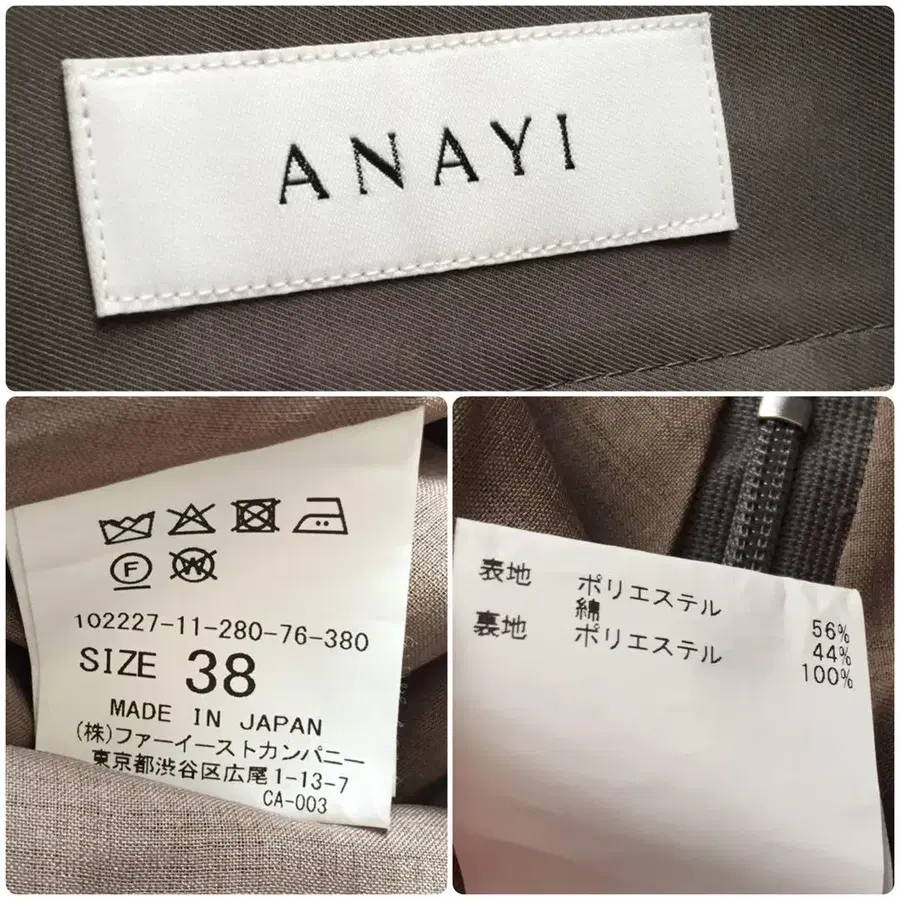 ANAYI
F
W
102227-11-280-76-380
SIZE 38
MADE IN JAPAN
(株)ファーイーストカンパニー
東京都渋谷区広尾1-13-7
CA-003
表地 ポリエステル 56%
綿 44%
裏地 ポリエステル 100%